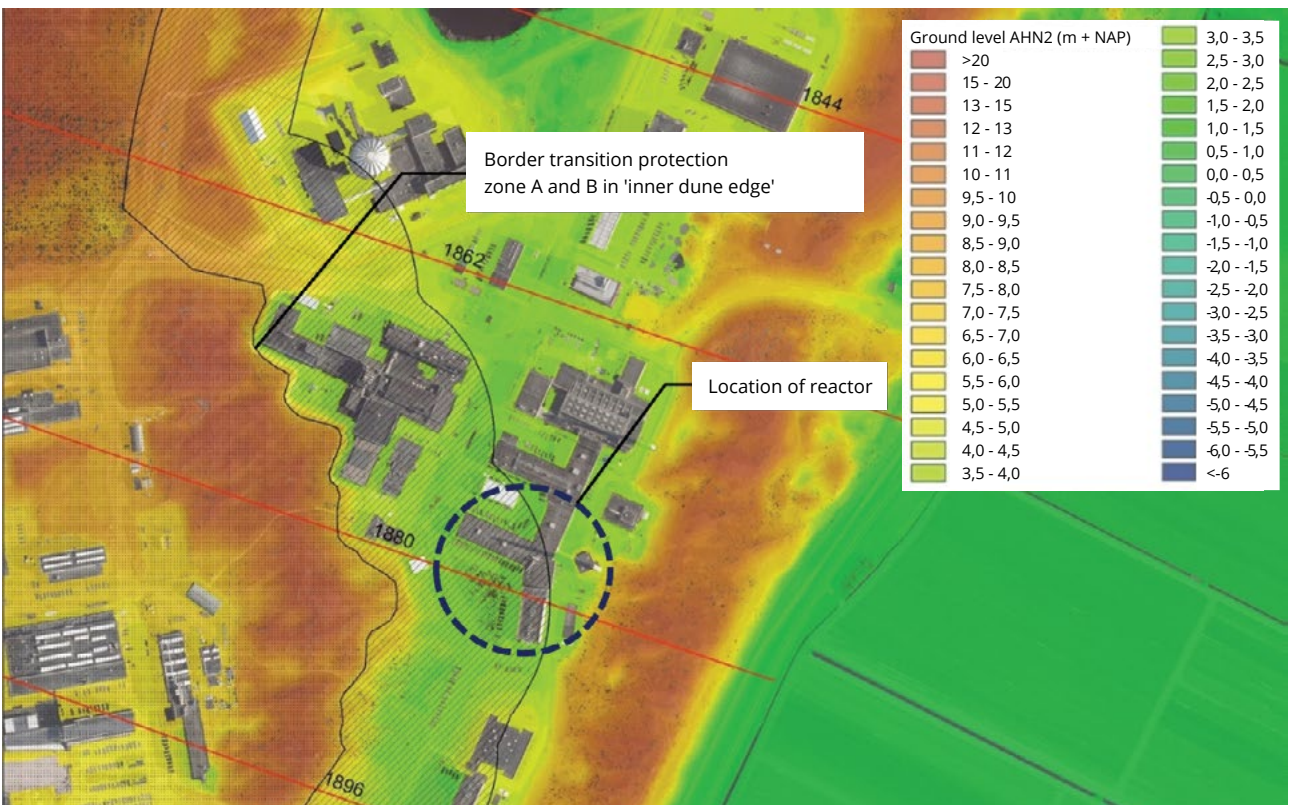 Ground level AHN2 (m + NAP)
>20
15 - 20
13 - 15
12 - 13
11 - 12
10 - 11
9,5 - 10
9,0 - 9,5
8,5 - 9,0
8,0 - 8,5
7,5 - 8,0
7,0 - 7,5
6,5 - 7,0
6,0 - 6,5
5,5 - 6,0
5,0 - 5,5
4,5 - 5,0
4,0 - 4,5
3,5 - 4,0
3,0 - 3,5
2,5 - 3,0
2,0 - 2,5
1,5 - 2,0
1,0 - 1,5
0,5 - 1,0
0,0 - 0,5
-0,5 - 0,0
-1,0 - -0,5
-1,5 - -1,0
-2,0 - -1,5
-2,5 - -2,0
-3,0 - -2,5
-3,5 - -3,0
-4,0 - -3,5
-4,5 - -4,0
-5,0 - -4,5
-5,5 - -5,0
-6,0 - -5,5
<-6
1844
Border transition protection
zone A and B in 'inner dune edge'
1862
Location of reactor
1880
1896